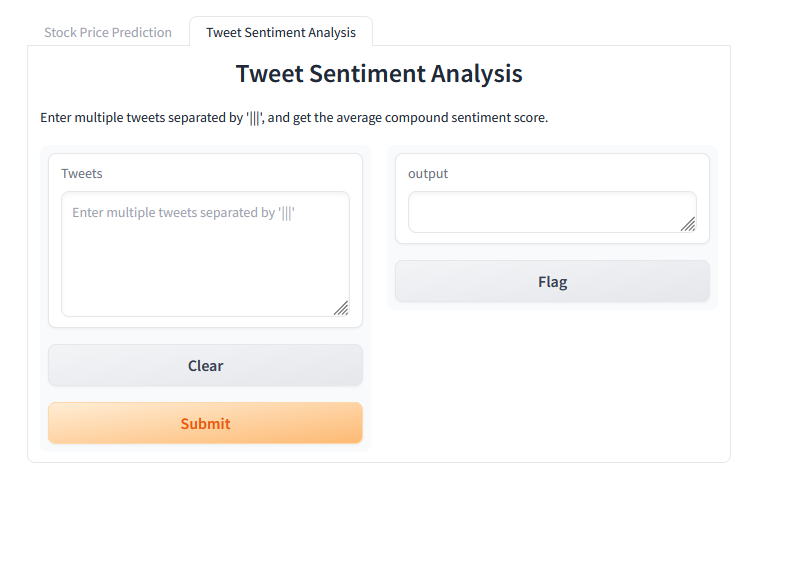 Stock Price Prediction
Tweet Sentiment Analysis
Tweet Sentiment Analysis
Enter multiple tweets separated by '|||', and get the average compound sentiment score.
Tweets
Enter multiple tweets separated by '|||'
Clear
Submit
output
Flag